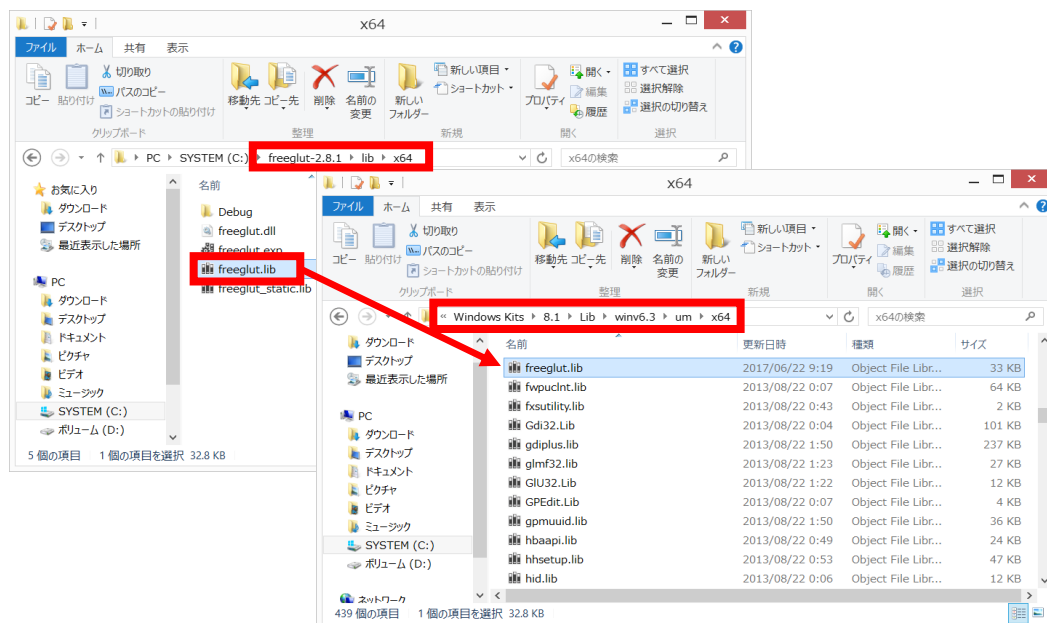 x64
ファイル ホーム 共有 表示
コピー 貼り付け 切り取り パスのコピー ショートカットの貼り付け
移動先 コピー先 削除 名前の変更 新しいフォルダー
新しい項目 ショートカット
プロパティ 開く 編集 履歴
すべて選択 選択解除 選択の切り替え
クリップボード 整理 新規 開く 選択
PC SYSTEM (C:) freeglut-2.8.1 lib x64 x64の検索
お気に入り
ダウンロード
デスクトップ
最近表示した場所
PC
ダウンロード
デスクトップ
ドキュメント
ピクチャ
ビデオ
ミュージック
SYSTEM (C:)
ボリューム (D:)
名前
Debug
freeglut.dll
freeglut.exp
freeglut.lib
freeglut_static.lib
5 個の項目 1 個の項目を選択 32.8 KB
x64
ファイル ホーム 共有 表示
コピー 貼り付け 切り取り パスのコピー ショートカットの貼り付け
移動先 コピー先 削除 名前の変更 新しいフォルダー
新しい項目 ショートカット
プロパティ 開く 編集 履歴
すべて選択 選択解除 選択の切り替え
クリップボード 整理 新規 開く 選択
« Windows Kits 8.1 Lib winv6.3 um x64 x64の検索
ダウンロード
デスクトップ
最近表示した場所
PC
ダウンロード
デスクトップ
ドキュメント
ピクチャ
ビデオ
ミュージック
SYSTEM (C:)
ボリューム (D:)
ネットワーク
名前 更新日時 種類 サイズ
freeglut.lib 2017/06/22 9:19 Object File Libr... 33 KB
fwpuclnt.lib 2013/08/22 0:07 Object File Libr... 64 KB
fxsutility.lib 2013/08/22 0:43 Object File Libr... 2 KB
Gdi32.Lib 2013/08/22 0:04 Object File Libr... 101 KB
gdiplus.lib 2013/08/22 1:50 Object File Libr... 237 KB
glmf32.lib 2013/08/22 1:23 Object File Libr... 27 KB
GlU32.Lib 2013/08/22 1:22 Object File Libr... 12 KB
GPEdit.Lib 2013/08/22 0:07 Object File Libr... 4 KB
gpmuuid.lib 2013/08/22 1:50 Object File Libr... 36 KB
hbaapi.lib 2013/08/22 0:49 Object File Libr... 24 KB
hhsetup.lib 2013/08/22 0:53 Object File Libr... 47 KB
hid.lib 2013/08/22 0:06 Object File Libr... 12 KB
439 個の項目 1 個の項目を選択 32.8 KB